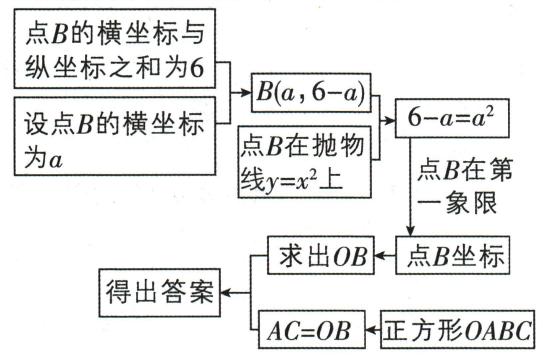 点B的横坐标与
纵坐标之和为6
设点B的横坐标
为a
B(a,6-a)
点B在抛物
线y=x²上
6-a=a²
点B在第
一象限
点B坐标
求出OB
得出答案
AC=OB
正方形OABC